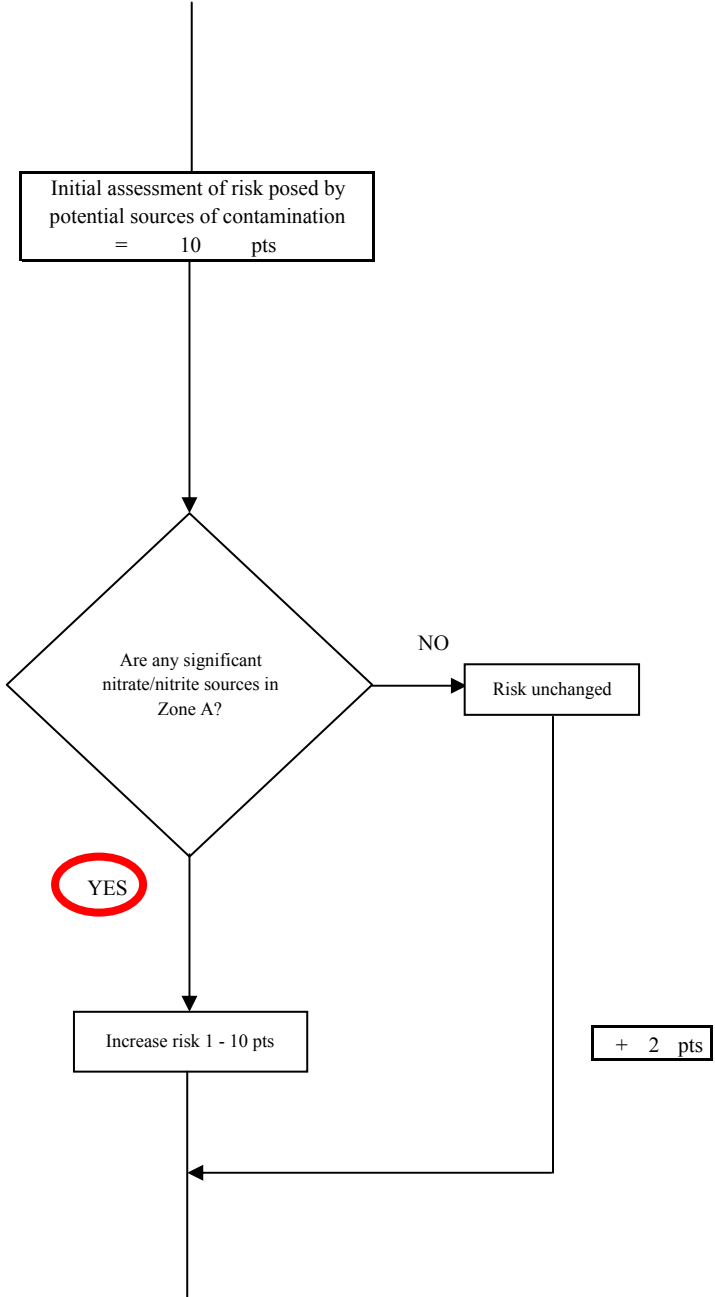 Initial assessment of risk posed by
potential sources of contamination
= 10 pts
Are any significant
nitrate/nitrite sources in
Zone A?
NO
Risk unchanged
YES
Increase risk 1 - 10 pts
+ 2 pts